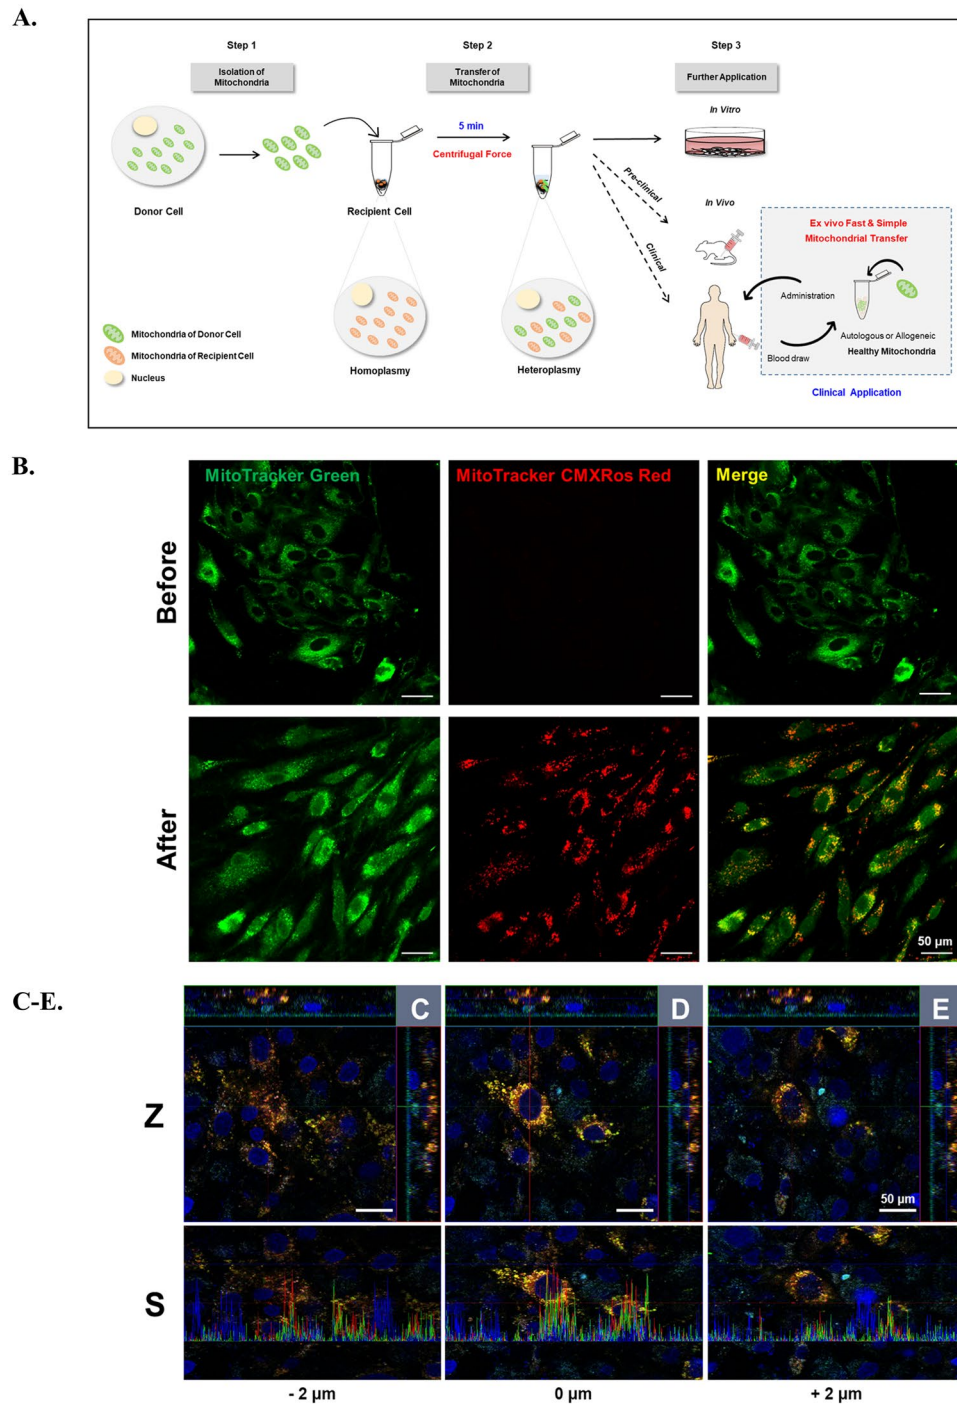 A.
Step 1
Step 2
Step 3
Isolation of
Mitochondria
Transfer of
Mitochondria
Further Application
In Vitro
5 min
Centrifugal Force
Donor Cell
Recipient Cell
Pre-clinical
Clinical
In Vivo
Ex vivo Fast & Simple
Mitochondrial Transfer
Administration
Autologous or Allogeneic
Healthy Mitochondria
Blood draw
Mitochondria of Donor Cell
Mitochondria of Recipient Cell
Nucleus
Homoplasmy
Heteroplasmy
Clinical Application
B.
MitoTracker Green
MitoTracker CMXRos Red
Merge
Before
After
50 µm
C-E.
C
D
E
Z
50 µm
S
- 2 µm
0 µm
+ 2 µm